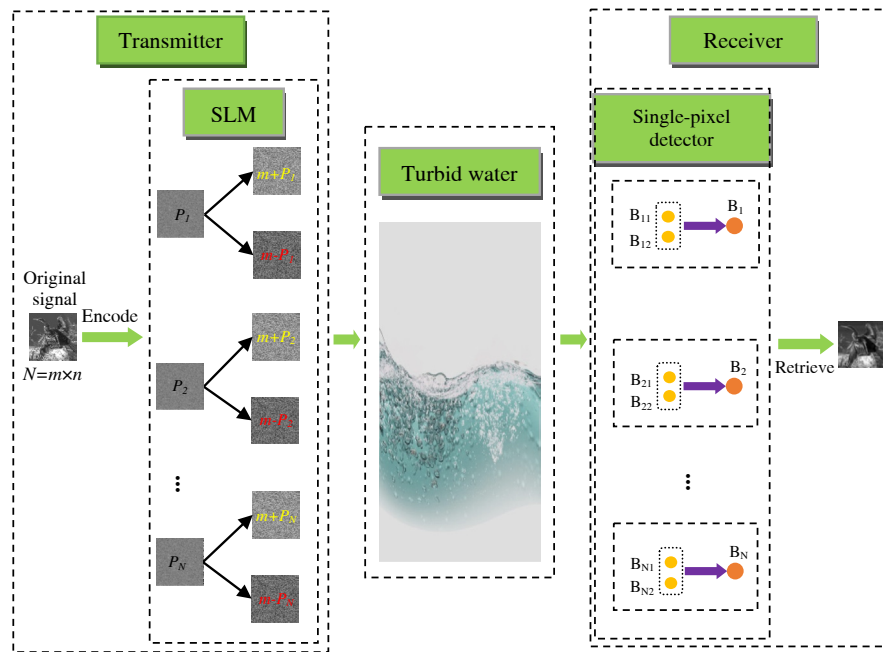 Transmitter
SLM
P1
m+P1
m-P1
Original
signal
N=m×n
Encode
P2
m+P2
m-P2
⋮
PN
m+PN
m-PN
Turbid water
Receiver
Single-pixel
detector
B11
B12
B1
B21
B22
B2
⋮
BN1
BN2
BN
Retrieve